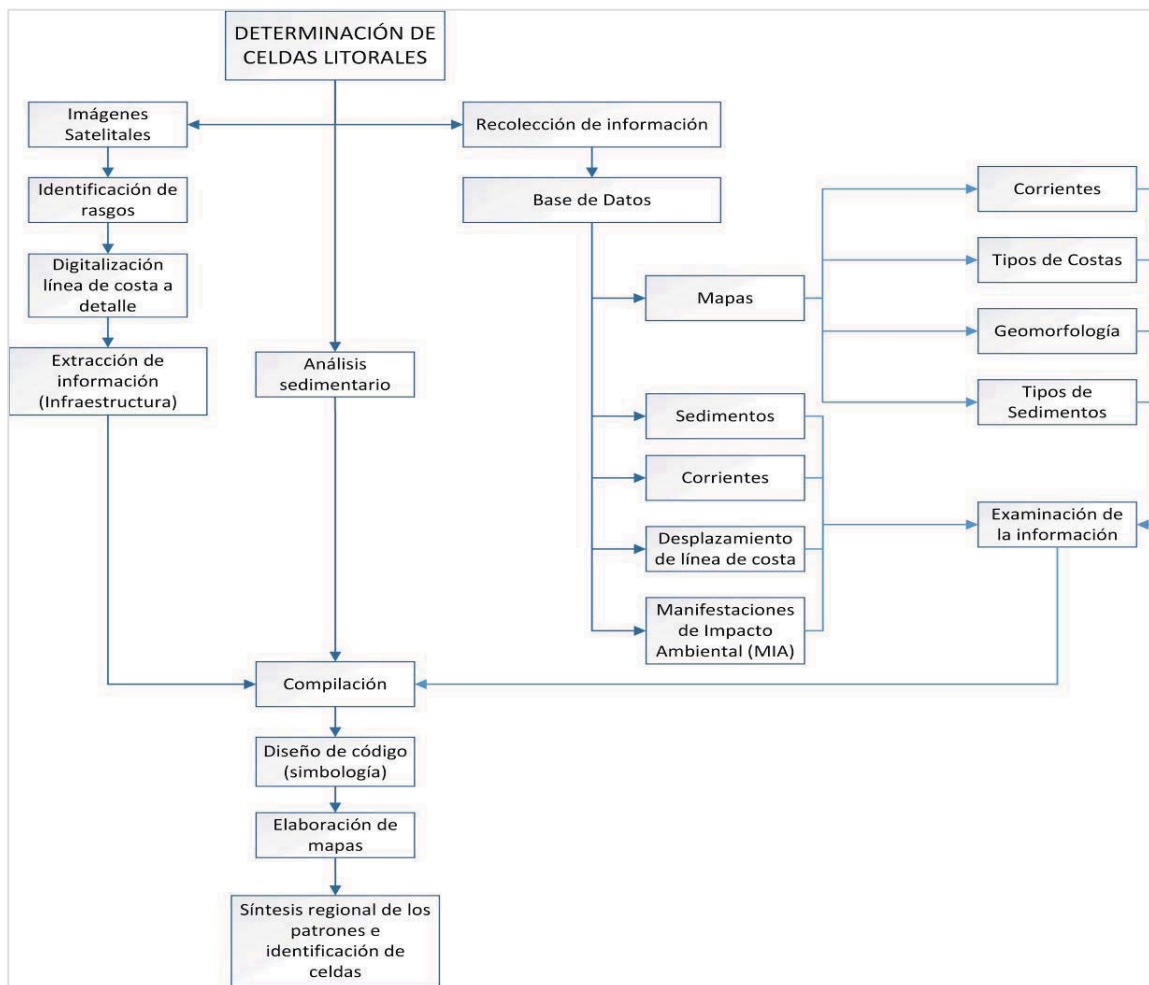 DETERMINACIÓN DE
CELDAS LITORALES
Imágenes
Satelitales
Recolección de información
Identificación de
rasgos
Base de Datos
Corrientes
Digitalización
línea de costa a
detalle
Mapas
Tipos de Costas
Geomorfología
Extracción de
información
(Infraestructura)
Análisis
sedimentario
Tipos de
Sedimentos
Sedimentos
Corrientes
Desplazamiento
de línea de costa
Examinación de
la información
Manifestaciones
de Impacto
Ambiental (MIA)
Compilación
Diseño de código
(simbología)
Elaboración de
mapas
Síntesis regional de los
patrones e
identificación de
celdas